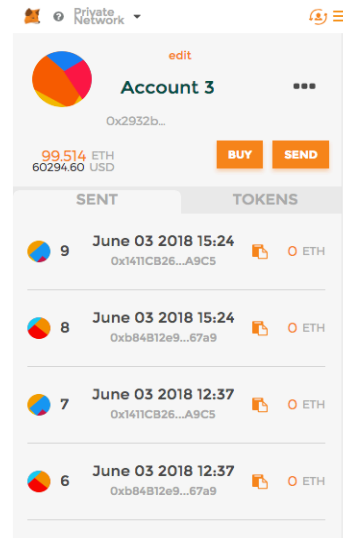 Private
Network
edit
Account 3
0x2932b...
99.514 ETH
60294.60 USD
BUY
SEND
SENT
TOKENS
9
June 03 2018 15:24
0x1411CB26...A9C5
0 ETH
8
June 03 2018 15:24
0xb84B12e9...67a9
0 ETH
7
June 03 2018 12:37
0x1411CB26...A9C5
0 ETH
6
June 03 2018 12:37
0xb84B12e9...67a9
0 ETH